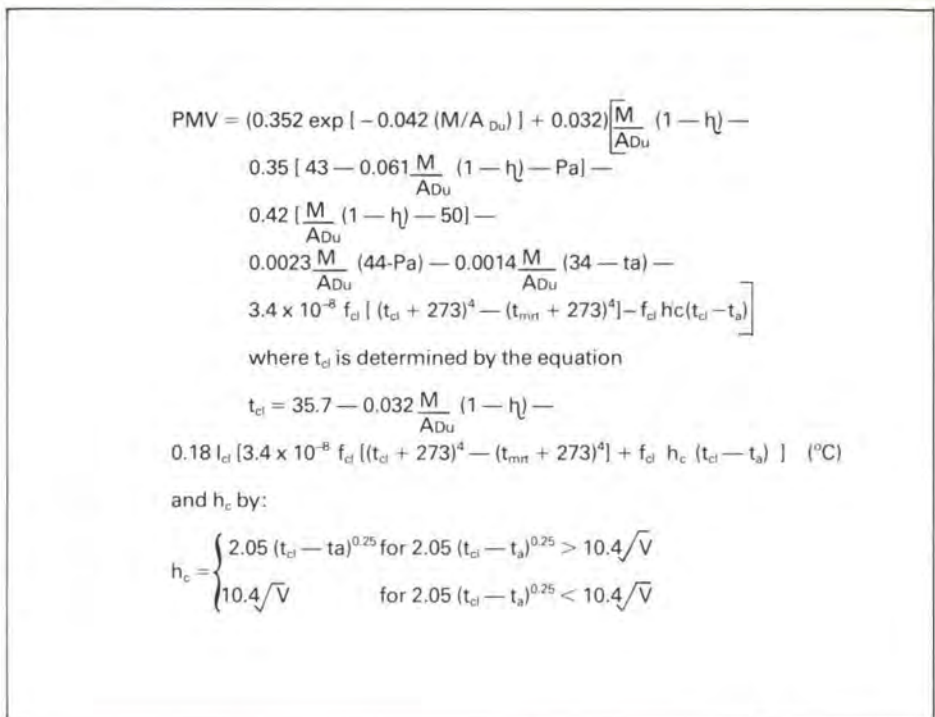 PMV = (0.352 exp [ – 0.042 (M/A Du) ] + 0.032) [ M/ADu (1 — η) —
0.35 [ 43 — 0.061 M/ADu (1 — η) — Pa] —
0.42 [ M/ADu (1 — η) — 50] —
0.0023 M/ADu (44-Pa) — 0.0014 M/ADu (34 — ta) —
3.4 x 10⁻⁸ fcl [ (tcl + 273)⁴ — (tmrt + 273)⁴] – fcl hc(tcl – ta) ]
where tcl is determined by the equation
tcl = 35.7 — 0.032 M/ADu (1 — η) —
0.18 Icl [3.4 x 10⁻⁸ fcl [(tcl + 273)⁴ — (tmrt + 273)⁴] + fcl hc (tcl — ta) ] (°C)
and hc by:
hc = { 2.05 (tcl — ta)^0.25 for 2.05 (tcl — ta)^0.25 > 10.4√V
10.4√V for 2.05 (tcl — ta)^0.25 < 10.4√V